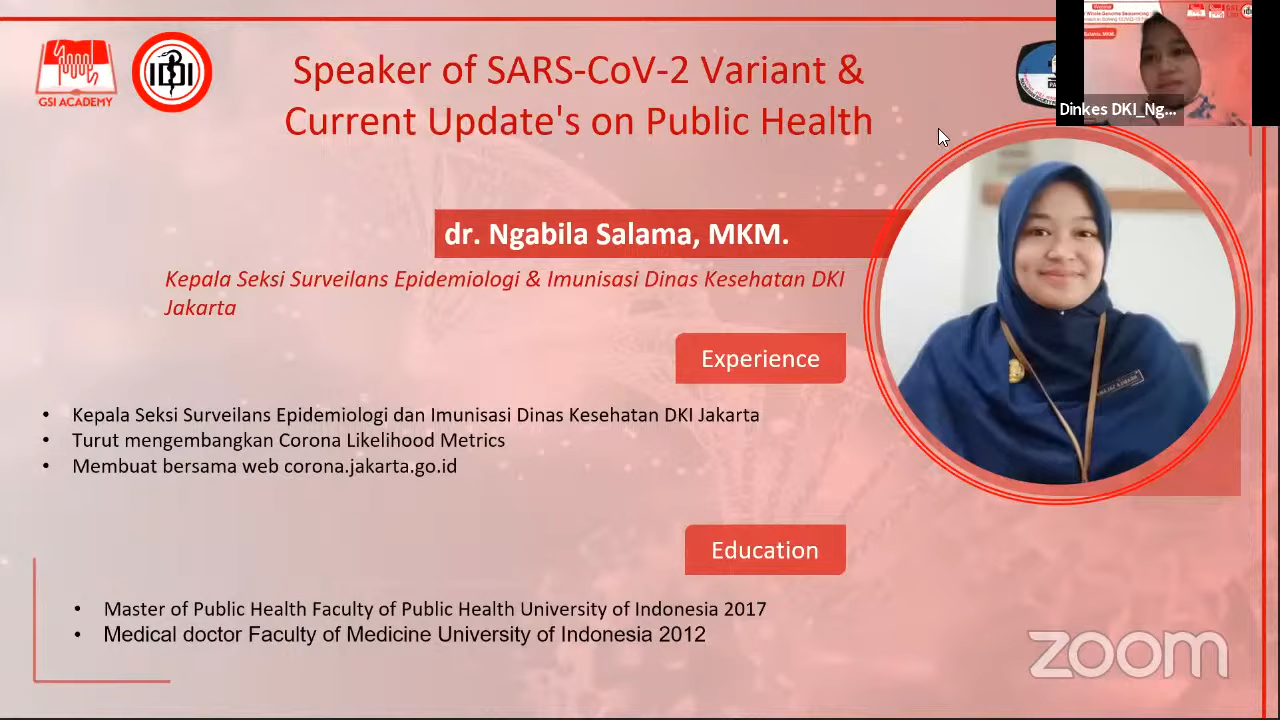 Speaker of SARS-CoV-2 Variant &
Current Update's on Public Health
GSI ACADEMY
IDI
Dinkes DKI_Ng...
dr. Ngabila Salama, MKM.
Kepala Seksi Surveilans Epidemiologi & Imunisasi Dinas Kesehatan DKI
Jakarta
Experience
• Kepala Seksi Surveilans Epidemiologi dan Imunisasi Dinas Kesehatan DKI Jakarta
• Turut mengembangkan Corona Likelihood Metrics
• Membuat bersama web corona.jakarta.go.id
Education
• Master of Public Health Faculty of Public Health University of Indonesia 2017
• Medical doctor Faculty of Medicine University of Indonesia 2012
zoom